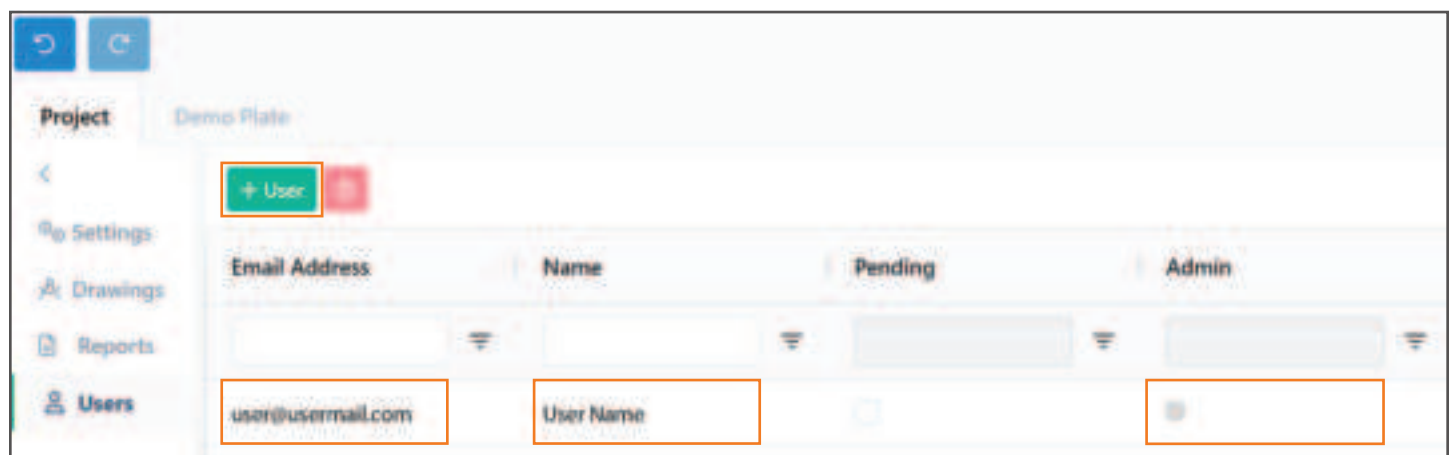 Project Demo Plate
+ User
Settings
Drawings
Reports
Users
Email Address Name Pending Admin
user@usermail.com User Name